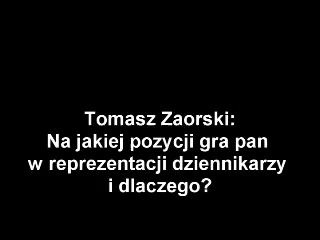 Tomasz Zaorski:
Na jakiej pozycji gra pan
w reprezentacji dziennikarzy
i dlaczego?